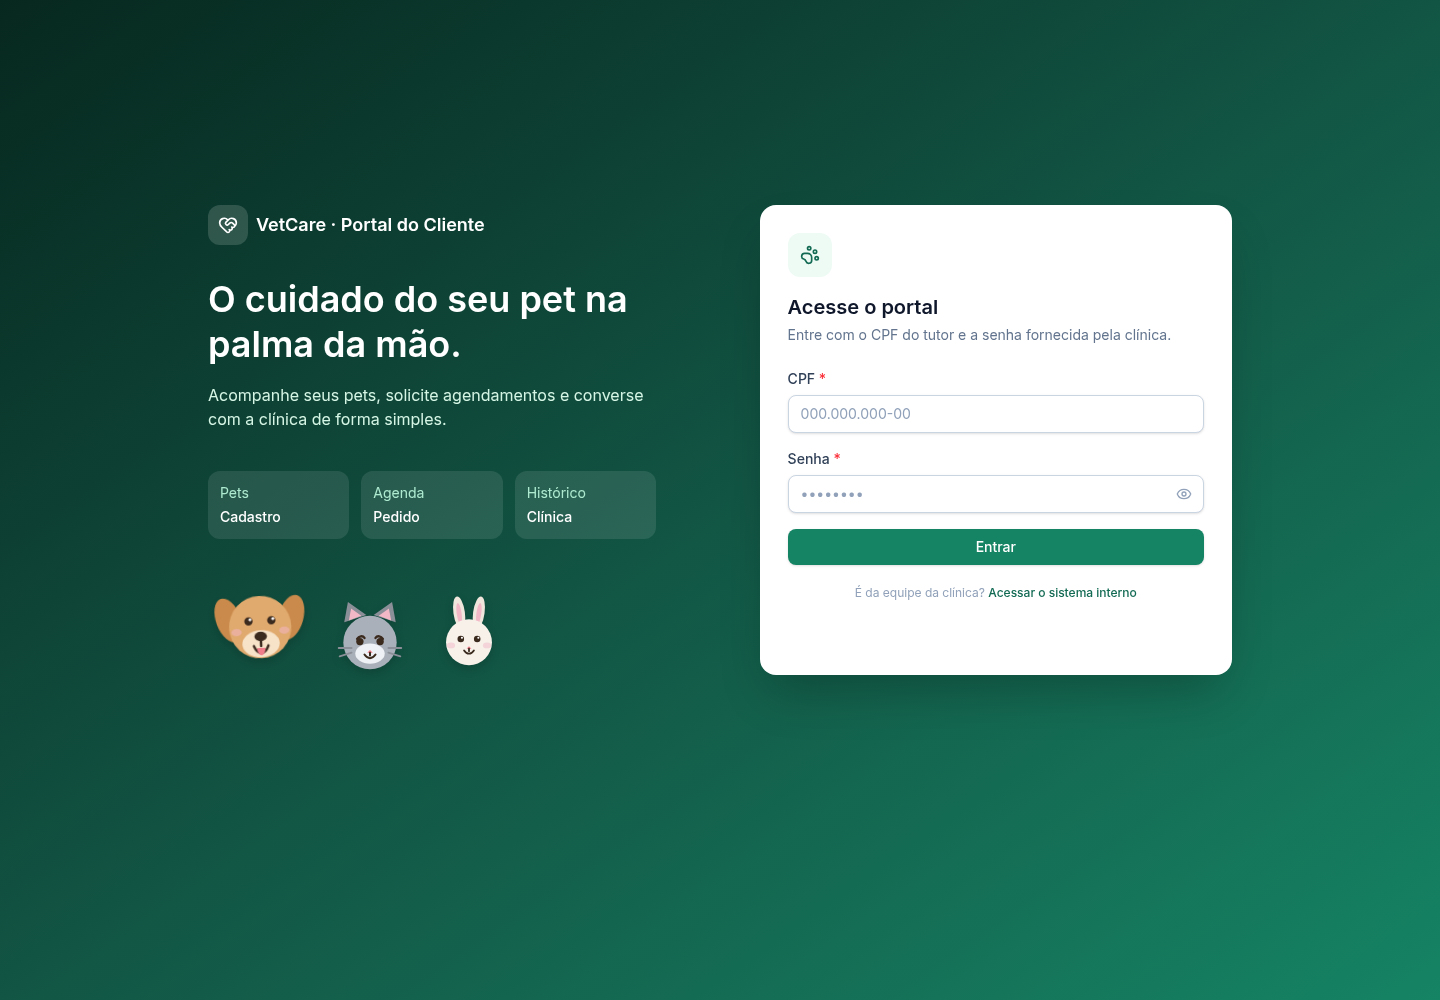 VetCare · Portal do Cliente
O cuidado do seu pet na
palma da mão.
Acompanhe seus pets, solicite agendamentos e converse
com a clínica de forma simples.
Pets
Cadastro
Agenda
Pedido
Histórico
Clínica
Acesse o portal
Entre com o CPF do tutor e a senha fornecida pela clínica.
CPF *
000.000.000-00
Senha *
••••••••
Entrar
É da equipe da clínica? Acessar o sistema interno